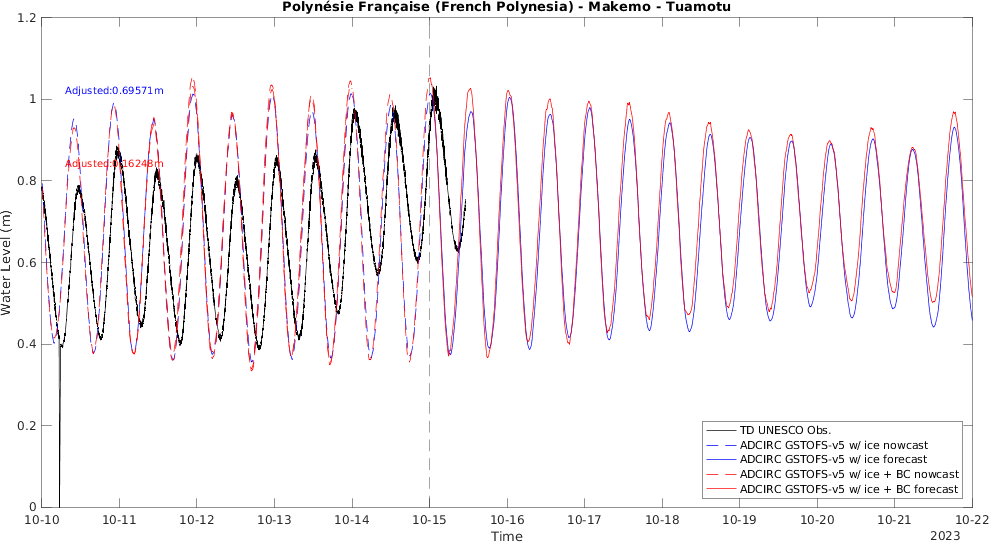 Polynésie Française (French Polynesia) - Makemo - Tuamotu
1.2
1
0.8
0.6
0.4
0.2
0
Water Level (m)
Adjusted:0.69571m
Adjusted:0.16248m
TD UNESCO Obs.
ADCIRC GSTOFS-v5 w/ ice nowcast
ADCIRC GSTOFS-v5 w/ ice forecast
ADCIRC GSTOFS-v5 w/ ice + BC nowcast
ADCIRC GSTOFS-v5 w/ ice + BC forecast
10-10 10-11 10-12 10-13 10-14 10-15 10-16 10-17 10-18 10-19 10-20 10-21 10-22
Time
2023